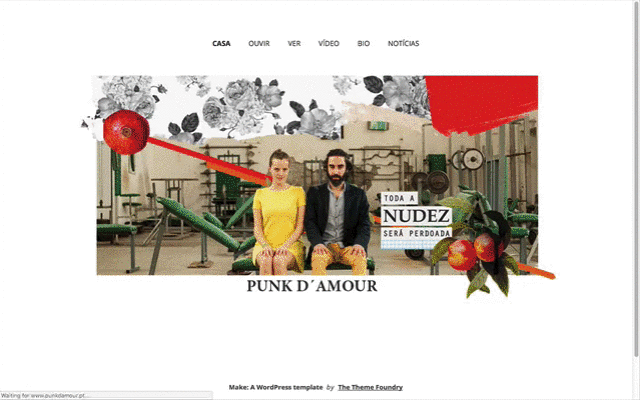 CASA OUVIR VER VÍDEO BIO NOTÍCIAS
TODA A
NUDEZ
SERÁ PERDOADA
PUNK D´AMOUR
Make: A WordPress template by The Theme Foundry
Waiting for www.punkdamour.pt...